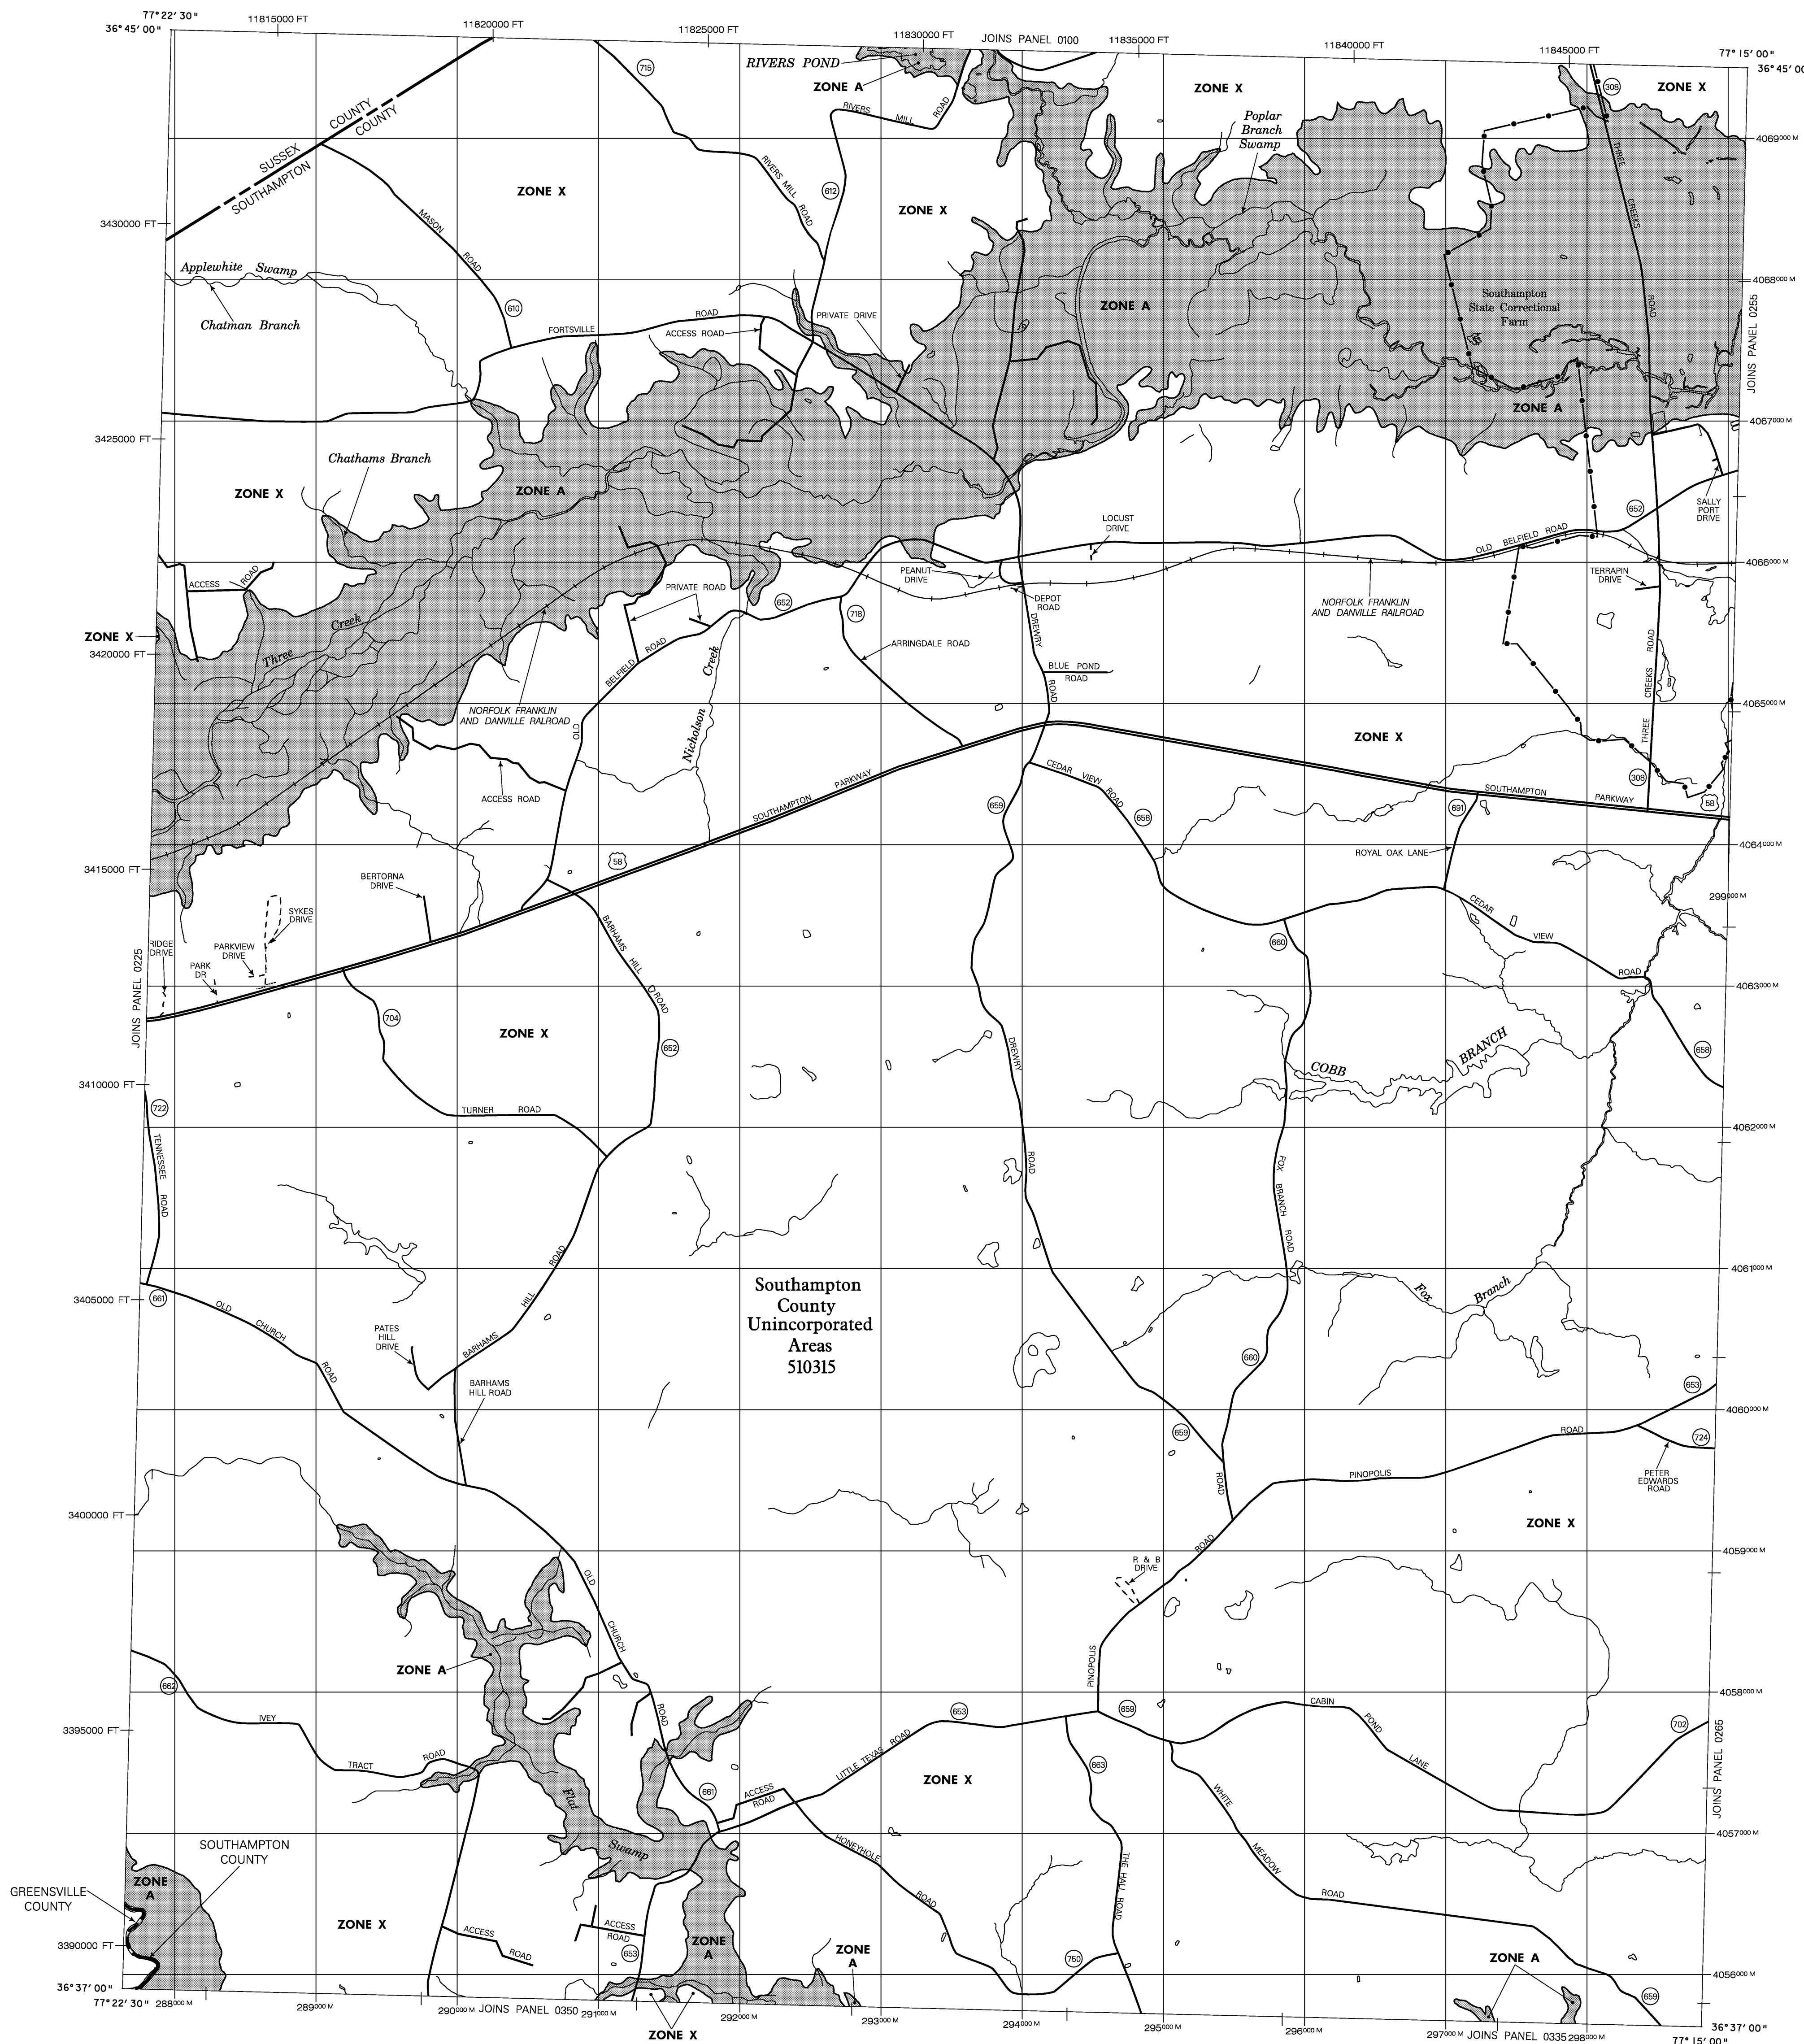 77° 22' 30"
36° 45' 00"
11815000 FT
11820000 FT
11825000 FT
11830000 FT
JOINS PANEL 0100
11835000 FT
11840000 FT
11845000 FT
77° 15' 00"
36° 45' 00"
715
RIVERS POND
ZONE A
ZONE X
308
ZONE X
COUNTY
COUNTY
RIVERS MILL ROAD
Poplar
Branch
Swamp
4069000 M
SUSSEX
SOUTHAMPTON
THREE CREEKS ROAD
RIVERS MILL ROAD
612
ZONE X
ZONE X
MASON ROAD
3430000 FT
Applewhite Swamp
4068000 M
Chatman Branch
610
FORTSVILLE ROAD
ACCESS ROAD
PRIVATE DRIVE
ZONE A
Southampton
State Correctional
Farm
JOINS PANEL 0255
ZONE A
4067000 M
3425000 FT
Chathams Branch
ZONE X
ZONE A
LOCUST
DRIVE
652
SALLY
PORT
DRIVE
OLD BELFIELD ROAD
4066000 M
ACCESS ROAD
PRIVATE ROAD
652
718
PEANUT
DRIVE
DEPOT
ROAD
NORFOLK FRANKLIN
AND DANVILLE RAILROAD
TERRAPIN
DRIVE
ZONE X
3420000 FT
Three Creek
OLD BELFIELD ROAD
Nicholson Creek
ARRINGDALE ROAD
DREWRY ROAD
BLUE POND
ROAD
THREE CREEKS ROAD
NORFOLK FRANKLIN
AND DANVILLE RALROAD
4065000 M
ZONE X
ACCESS ROAD
SOUTHAMPTON PARKWAY
659
CEDAR VIEW ROAD
658
691
SOUTHAMPTON PARKWAY
308
58
ROYAL OAK LANE
4064000 M
3415000 FT
58
BERTORNA
DRIVE
299000 M
SYKES
DRIVE
RIDGE
DRIVE
PARKVIEW
DRIVE
PARK
DR
BARHAMS HILL ROAD
660
CEDAR VIEW ROAD
JOINS PANEL 0225
4063000 M
704
ZONE X
652
DREWRY ROAD
COBB BRANCH
658
3410000 FT
722
TURNER ROAD
4062000 M
TENNESSEE ROAD
FOX BRANCH ROAD
4061000 M
3405000 FT
661
OLD CHURCH ROAD
Southampton
County
Unincorporated
Areas
510315
Fox Branch
PATES
HILL
DRIVE
BARHAMS HILL ROAD
BARHAMS
HILL ROAD
660
653
4060000 M
659
ROAD
724
PINOPOLIS ROAD
PETER
EDWARDS
ROAD
3400000 FT
ZONE X
4059000 M
R & B
DRIVE
OLD CHURCH ROAD
PINOPOLIS ROAD
ZONE A
662
4058000 M
IVEY TRACT ROAD
3395000 FT
653
659
CABIN POND LANE
702
LITTLE TEXAS ROAD
663
ZONE X
661
ACCESS
ROAD
Flat Swamp
WHITE MEADOW ROAD
JOINS PANEL 0265
4057000 M
HONEYHOLE ROAD
THE HALL ROAD
SOUTHAMPTON
COUNTY
ZONE
A
GREENSVILLE
COUNTY
ZONE X
ACCESS ROAD
ACCESS
ROAD
653
ZONE
A
ZONE
A
750
ZONE A
3390000 FT
4056000 M
659
36° 37' 00"
77° 22' 30"
288000 M
289000 M
290000 M
JOINS PANEL 0350
291000 M
292000 M
293000 M
294000 M
295000 M
296000 M
297000 M
JOINS PANEL 0335
298000 M
36° 37' 00"
77° 15' 00"
ZONE X